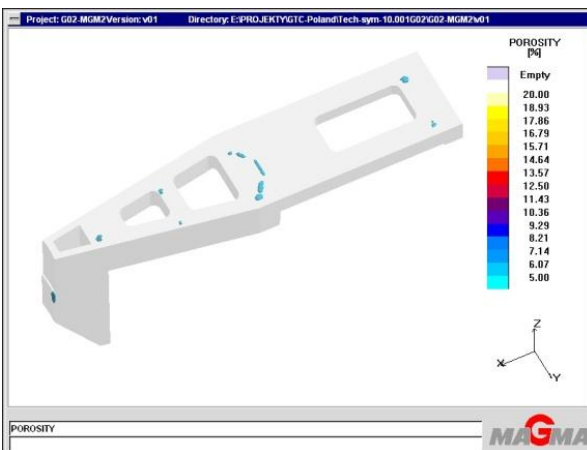 Project: G02-MGM2Version: v01 Directory: E:\PROJEKTY\GTC-Poland\Tech-sym-10.001G02\G02-MGM2\v01
POROSITY
[%]
Empty
20.00
18.93
17.86
16.79
15.71
14.64
13.57
12.50
11.43
10.36
9.29
8.21
7.14
6.07
5.00
Z
X
Y
POROSITY
MAGMA